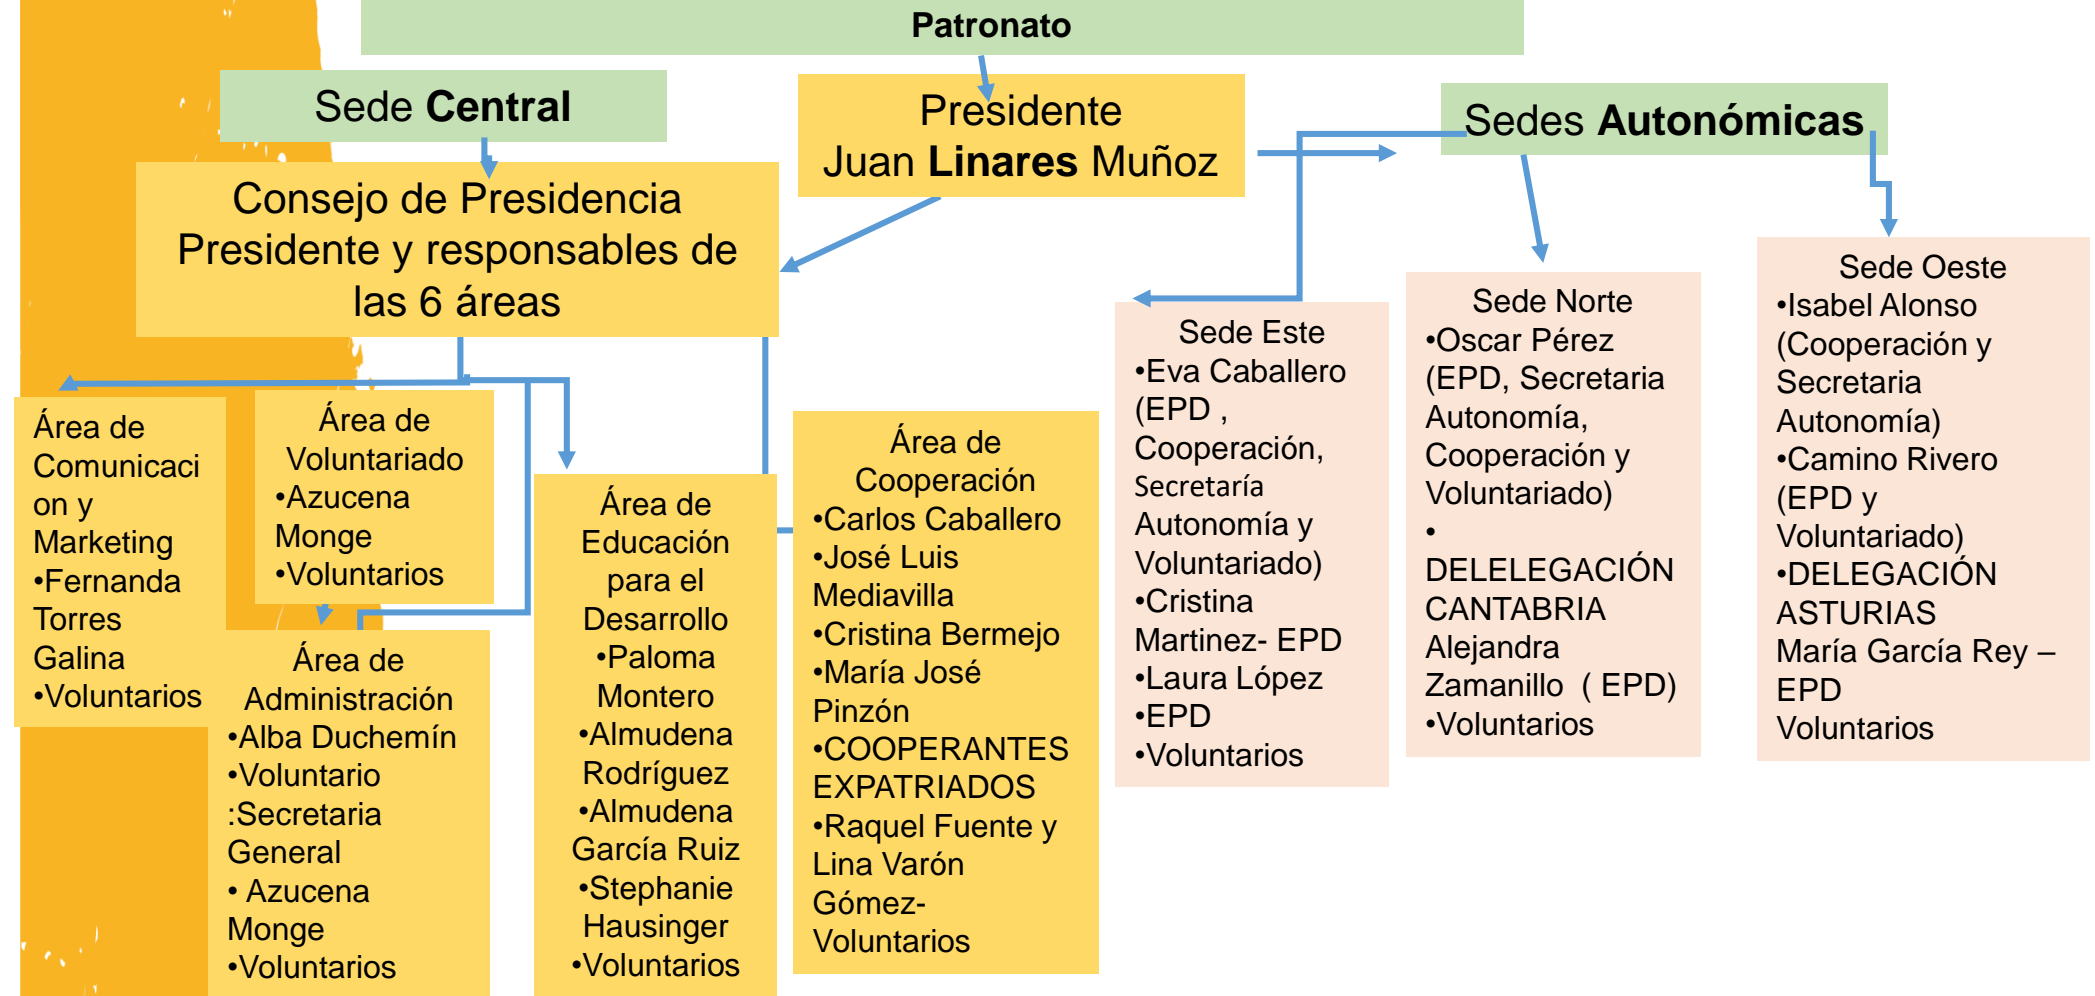 Patronato
Sede Central
Presidente
Juan Linares Muñoz
Sedes Autonómicas
Consejo de Presidencia
Presidente y responsables de
las 6 áreas
Área de
Comunicaci
on y
Marketing
•Fernanda
Torres
Galina
•Voluntarios
Área de
Voluntariado
•Azucena
Monge
•Voluntarios
Área de
Administración
•Alba Duchemín
•Voluntario
:Secretaria
General
• Azucena
Monge
•Voluntarios
Área de
Educación
para el
Desarrollo
•Paloma
Montero
•Almudena
Rodríguez
•Almudena
García Ruiz
•Stephanie
Hausinger
•Voluntarios
Área de
Cooperación
•Carlos Caballero
•José Luis
Mediavilla
•Cristina Bermejo
•María José
Pinzón
•COOPERANTES
EXPATRIADOS
•Raquel Fuente y
Lina Varón
Gómez-
Voluntarios
Sede Este
•Eva Caballero
(EPD ,
Cooperación,
Secretaría
Autonomía y
Voluntariado)
•Cristina
Martinez- EPD
•Laura López
•EPD
•Voluntarios
Sede Norte
•Oscar Pérez
(EPD, Secretaria
Autonomía,
Cooperación y
Voluntariado)
•
DELELEGACIÓN
CANTABRIA
Alejandra
Zamanillo ( EPD)
•Voluntarios
Sede Oeste
•Isabel Alonso
(Cooperación y
Secretaria
Autonomía)
•Camino Rivero
(EPD y
Voluntariado)
•DELEGACIÓN
ASTURIAS
María García Rey –
EPD
Voluntarios